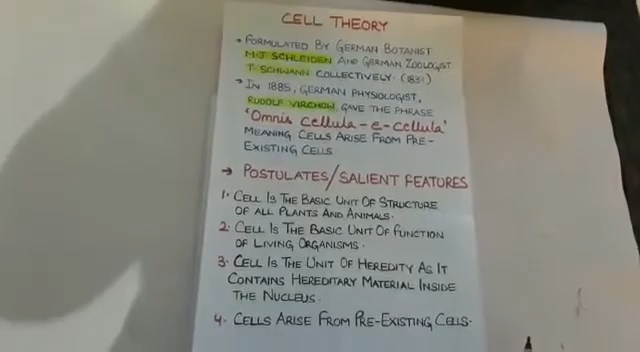 CELL THEORY
→ FORMULATED BY GERMAN BOTANIST
M.J SCHLEIDEN AND GERMAN ZOOLOGIST
T. SCHWANN COLLECTIVELY. (1831)
→ IN 1885, GERMAN PHYSIOLOGIST,
RUDOLF VIRCHOW GAVE THE PHRASE
'Omnis cellula-e-cellula'
MEANING CELLS ARISE FROM PRE-
EXISTING CELLS
→ POSTULATES/SALIENT FEATURES
1. CELL IS THE BASIC UNIT OF STRUCTURE
OF ALL PLANTS AND ANIMALS.
2. CELL IS THE BASIC UNIT OF FUNCTION
OF LIVING ORGANISMS.
3. CELL IS THE UNIT OF HEREDITY AS IT
CONTAINS HEREDITARY MATERIAL INSIDE
THE NUCLEUS.
4. CELLS ARISE FROM PRE-EXISTING CELLS.